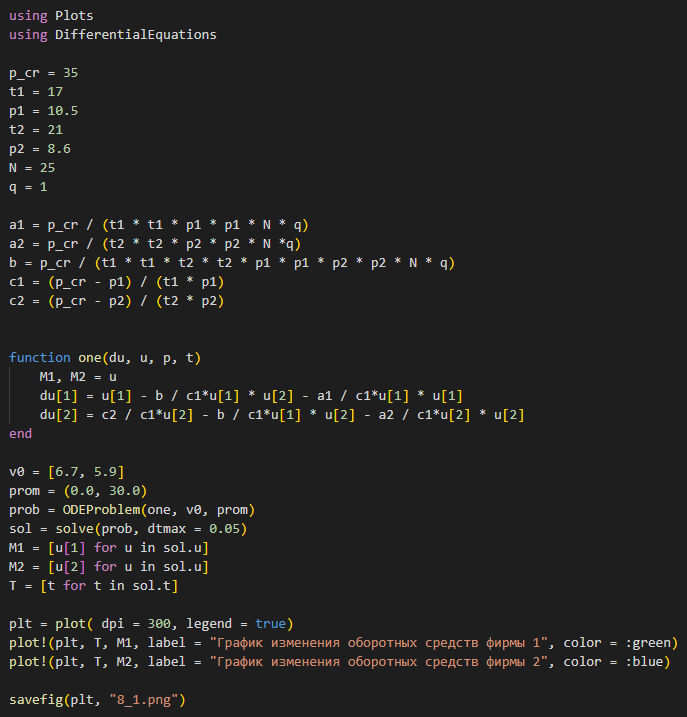 using Plots
using DifferentialEquations
p_cr = 35
t1 = 17
p1 = 10.5
t2 = 21
p2 = 8.6
N = 25
q = 1
a1 = p_cr / (t1 * t1 * p1 * p1 * N * q)
a2 = p_cr / (t2 * t2 * p2 * p2 * N *q)
b = p_cr / (t1 * t1 * t2 * t2 * p1 * p1 * p2 * p2 * N * q)
c1 = (p_cr - p1) / (t1 * p1)
c2 = (p_cr - p2) / (t2 * p2)
function one(du, u, p, t)
    M1, M2 = u
    du[1] = u[1] - b / c1*u[1] * u[2] - a1 / c1*u[1] * u[1]
    du[2] = c2 / c1*u[2] - b / c1*u[1] * u[2] - a2 / c1*u[2] * u[2]
end
v0 = [6.7, 5.9]
prom = (0.0, 30.0)
prob = ODEProblem(one, v0, prom)
sol = solve(prob, dtmax = 0.05)
M1 = [u[1] for u in sol.u]
M2 = [u[2] for u in sol.u]
T = [t for t in sol.t]
plt = plot( dpi = 300, legend = true)
plot!(plt, T, M1, label = "График изменения оборотных средств фирмы 1", color = :green)
plot!(plt, T, M2, label = "График изменения оборотных средств фирмы 2", color = :blue)
savefig(plt, "8_1.png")